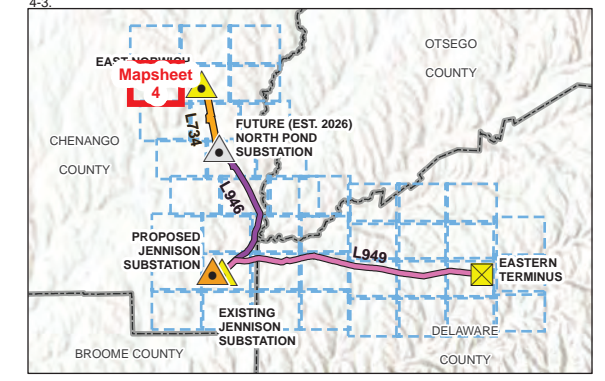 4-3.
OTSEGO
COUNTY
EAST NORWICH
Mapsheet
4
L734
FUTURE (EST. 2026)
NORTH POND
SUBSTATION
CHENANGO
COUNTY
L946
PROPOSED
JENNISON
SUBSTATION
L949
EASTERN
TERMINUS
EXISTING
JENNISON
SUBSTATION
DELAWARE
COUNTY
BROOME COUNTY